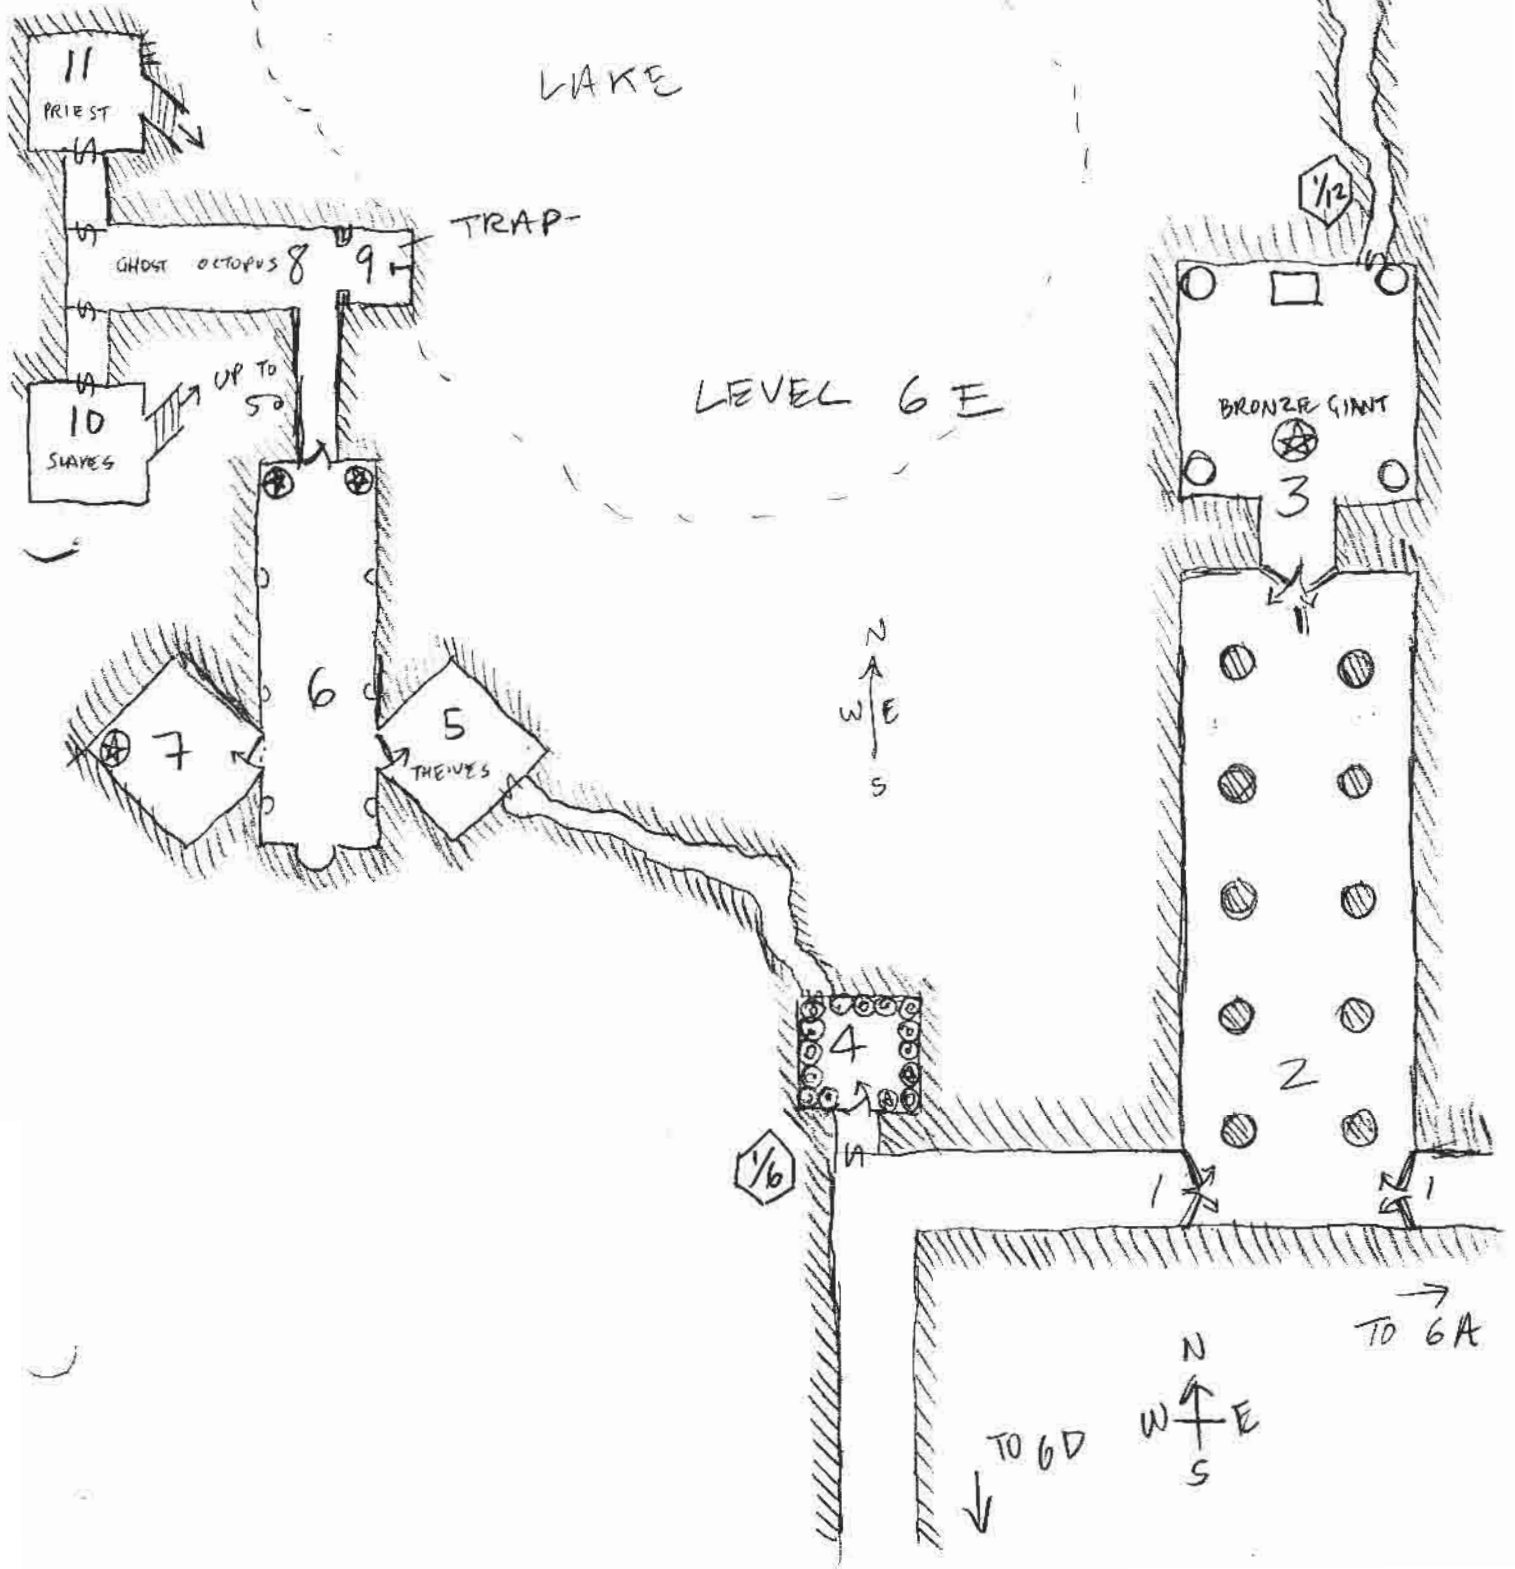 LAKE
11
PRIEST
1/12
TRAP-
GHOST OCTOPUS 8
9
BRONZE GIANT
3
LEVEL 6E
UP TO
50
10
SLAVES
N
W E
S
6
5
THEIVES
7
4
2
1/6
1
1
TO 6A
N
W E
S
TO 6D